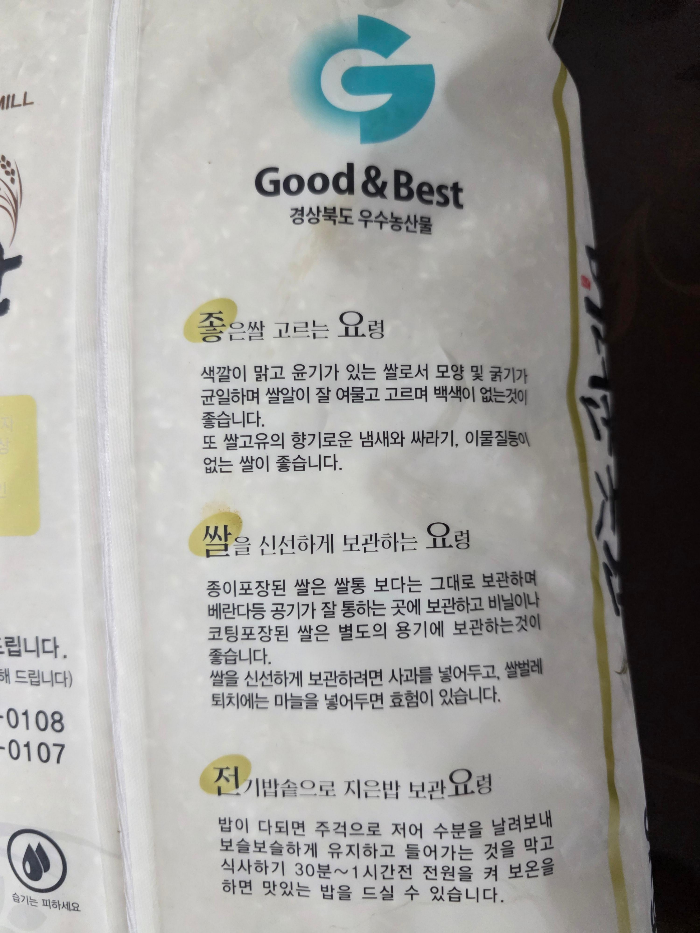 MILL
Good & Best
경상북도 우수농산물
좋은쌀 고르는 요령
색깔이 맑고 윤기가 있는 쌀로서 모양 및 굵기가
균일하며 쌀알이 잘 여물고 고르며 백색이 없는것이
좋습니다.
또 쌀고유의 향기로운 냄새와 싸라기, 이물질등이
없는 쌀이 좋습니다.
쌀을 신선하게 보관하는 요령
종이포장된 쌀은 쌀통 보다는 그대로 보관하며
베란다등 공기가 잘 통하는 곳에 보관하고 비닐이나
코팅포장된 쌀은 별도의 용기에 보관하는것이
좋습니다.
쌀을 신선하게 보관하려면 사과를 넣어두고, 쌀벌레
퇴치에는 마늘을 넣어두면 효험이 있습니다.
전기밥솥으로 지은밥 보관요령
밥이 다되면 주걱으로 저어 수분을 날려보내
보슬보슬하게 유지하고 들어가는 것을 막고
식사하기 30분~1시간전 전원을 켜 보온을
하면 맛있는 밥을 드실 수 있습니다.
드립니다.
해 드립니다)
-0108
-0107
습기는 피하세요